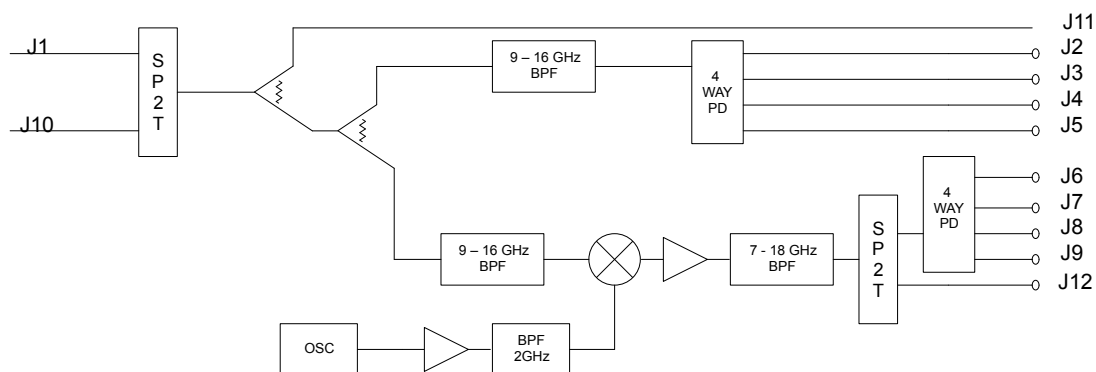 J1
J10
S
P
2
T
9 – 16 GHz
BPF
4
WAY
PD
J11
J2
J3
J4
J5
9 – 16 GHz
BPF
7 - 18 GHz
BPF
S
P
2
T
4
WAY
PD
J6
J7
J8
J9
J12
OSC
BPF
2GHz